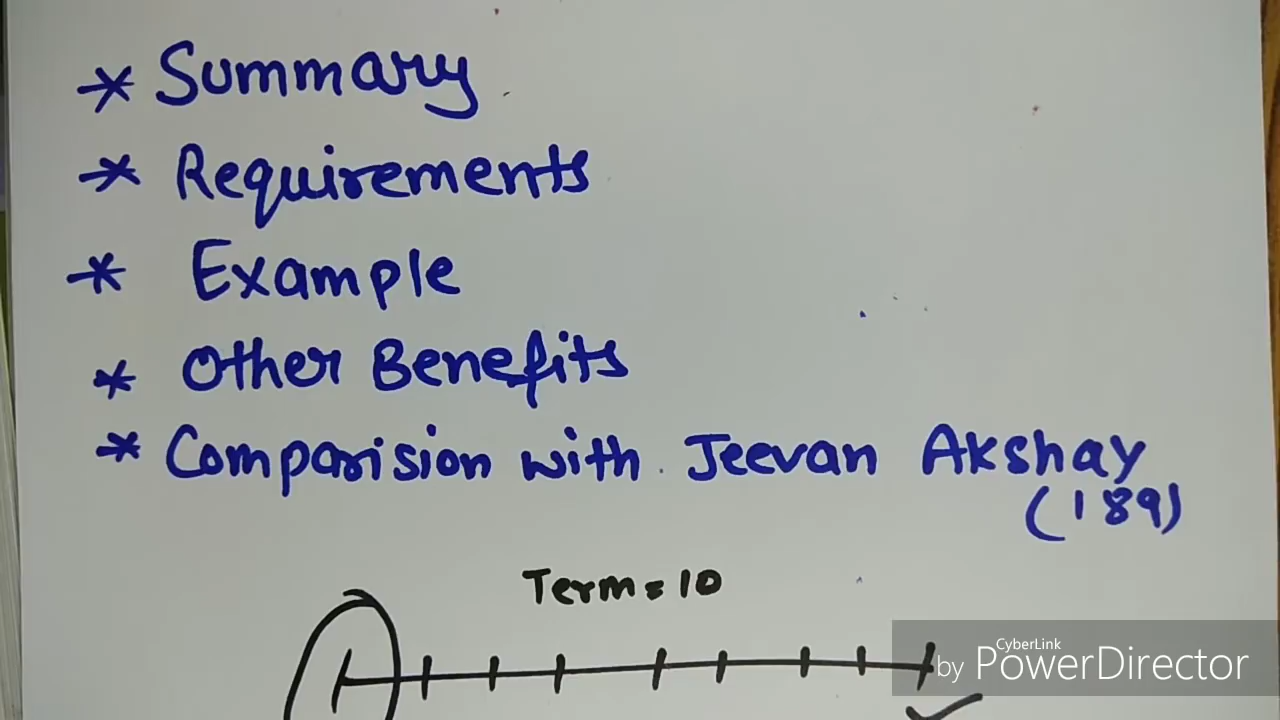 * Summary
* Requirements
* Example
* Other Benefits
* Comparision with Jeevan Akshay
(189)
Term = 10
CyberLink
by PowerDirector